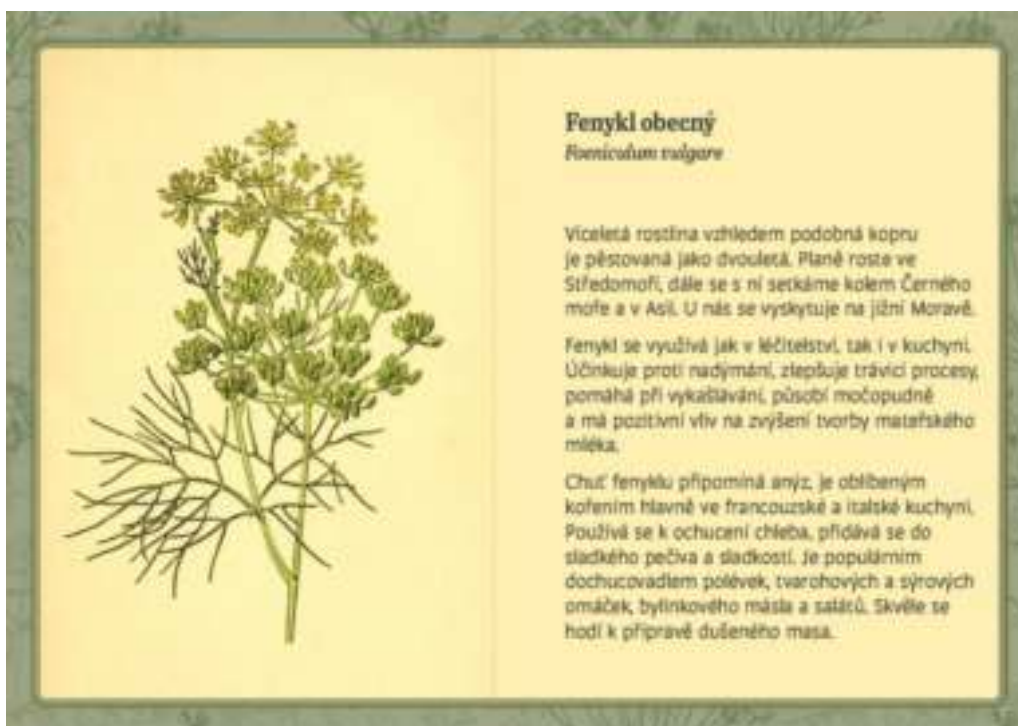 Fenykl obecný
Foeniculum vulgare
Víceletá rostlina vzhledem podobná kopru
je pěstovaná jako dvouletá. Planě roste ve
Středomoří, dále se s ní setkáme kolem Černého
moře a v Asii. U nás se vyskytuje na jižní Moravě.
Fenykl se využívá jak v léčitelství, tak i v kuchyni.
Účinkuje proti nadýmání, zlepšuje trávicí procesy,
pomáhá při vykašlávání, působí močopudně
a má pozitivní vliv na zvýšení tvorby mateřského
mléka.
Chuť fenyklu připomíná anýz, je oblíbeným
kořením hlavně ve francouzské a italské kuchyni.
Používá se k ochucení chleba, přidává se do
sladkého pečiva a sladkostí. Je populárním
dochucovadlem polévek, tvarohových a sýrových
omáček, bylinkového másla a salátů. Skvěle se
hodí k přípravě dušeného masa.